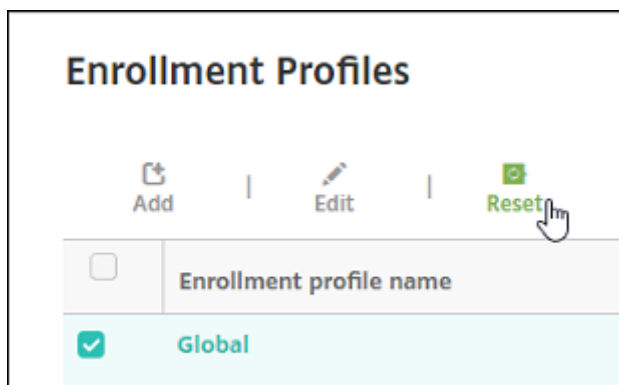 Enrollment Profiles
Add | Edit | Reset
Enrollment profile name
Global